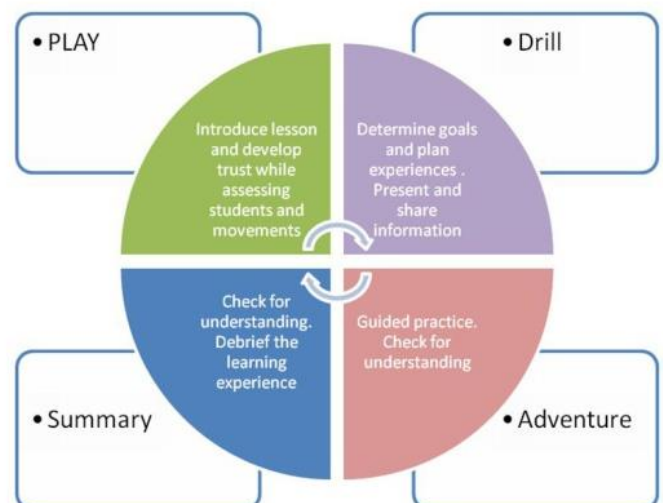 • PLAY
• Drill
Introduce lesson
and develop
trust while
assessing
students and
movements
Determine goals
and plan
experiences .
Present and
share
information
Check for
understanding.
Debrief the
learning
experience
Guided practice.
Check for
understanding
• Summary
• Adventure